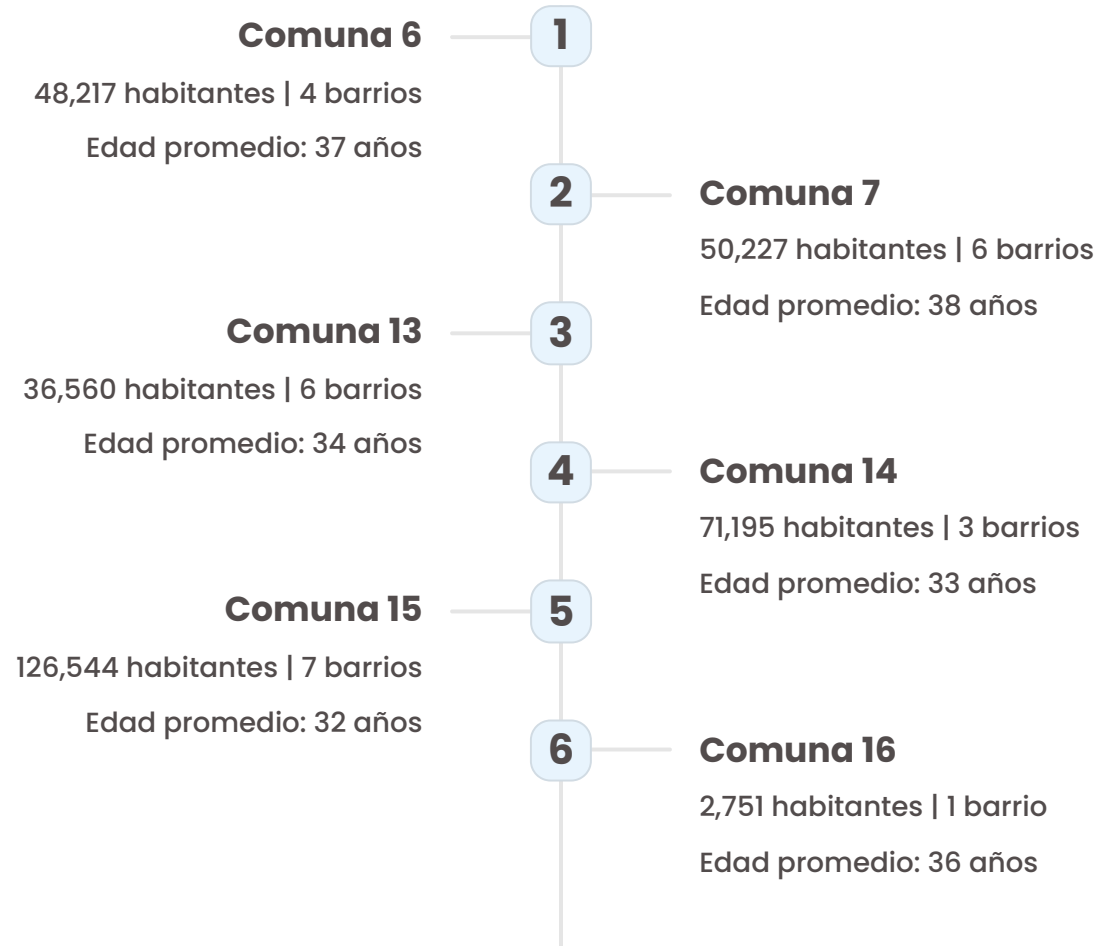 Comuna 6
1
48,217 habitantes | 4 barrios
Edad promedio: 37 años
2
Comuna 7
50,227 habitantes | 6 barrios
Edad promedio: 38 años
Comuna 13
3
36,560 habitantes | 6 barrios
Edad promedio: 34 años
4
Comuna 14
71,195 habitantes | 3 barrios
Edad promedio: 33 años
Comuna 15
5
126,544 habitantes | 7 barrios
Edad promedio: 32 años
6
Comuna 16
2,751 habitantes | 1 barrio
Edad promedio: 36 años